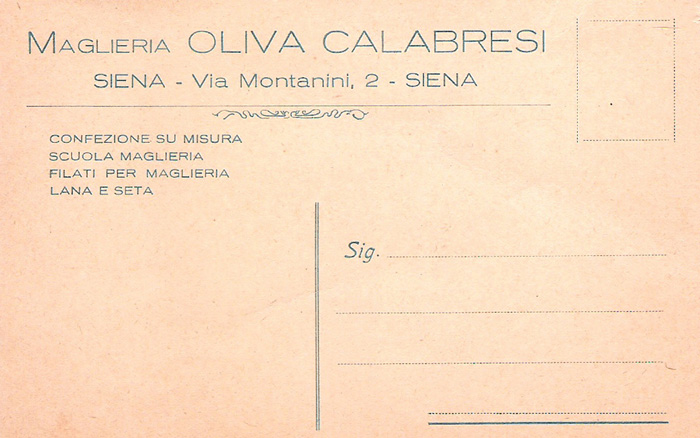 MAGLIERIA OLIVA CALABRESI
SIENA - Via Montanini, 2 - SIENA
CONFEZIONE SU MISURA
SCUOLA MAGLIERIA
FILATI PER MAGLIERIA
LANA E SETA
Sig.